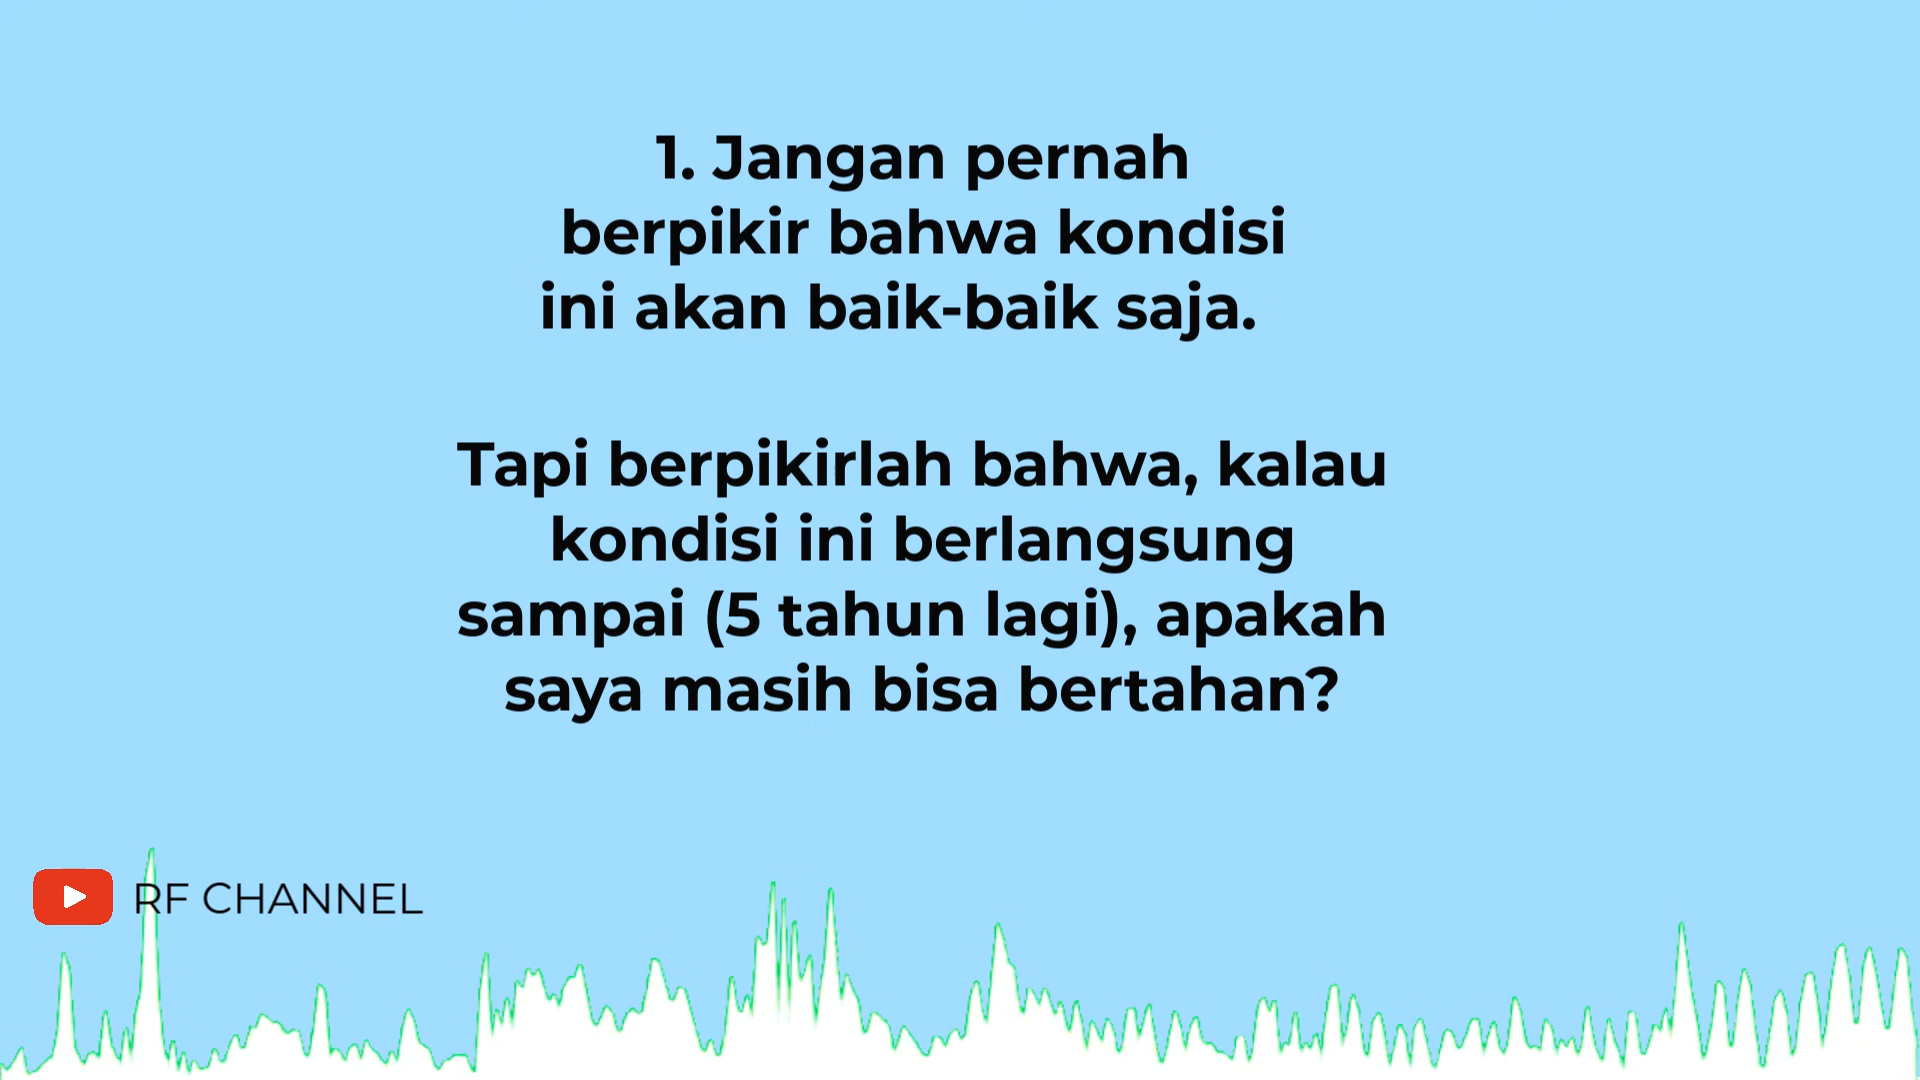 1. Jangan pernah
berpikir bahwa kondisi
ini akan baik-baik saja.
Tapi berpikirlah bahwa, kalau
kondisi ini berlangsung
sampai (5 tahun lagi), apakah
saya masih bisa bertahan?
RF CHANNEL